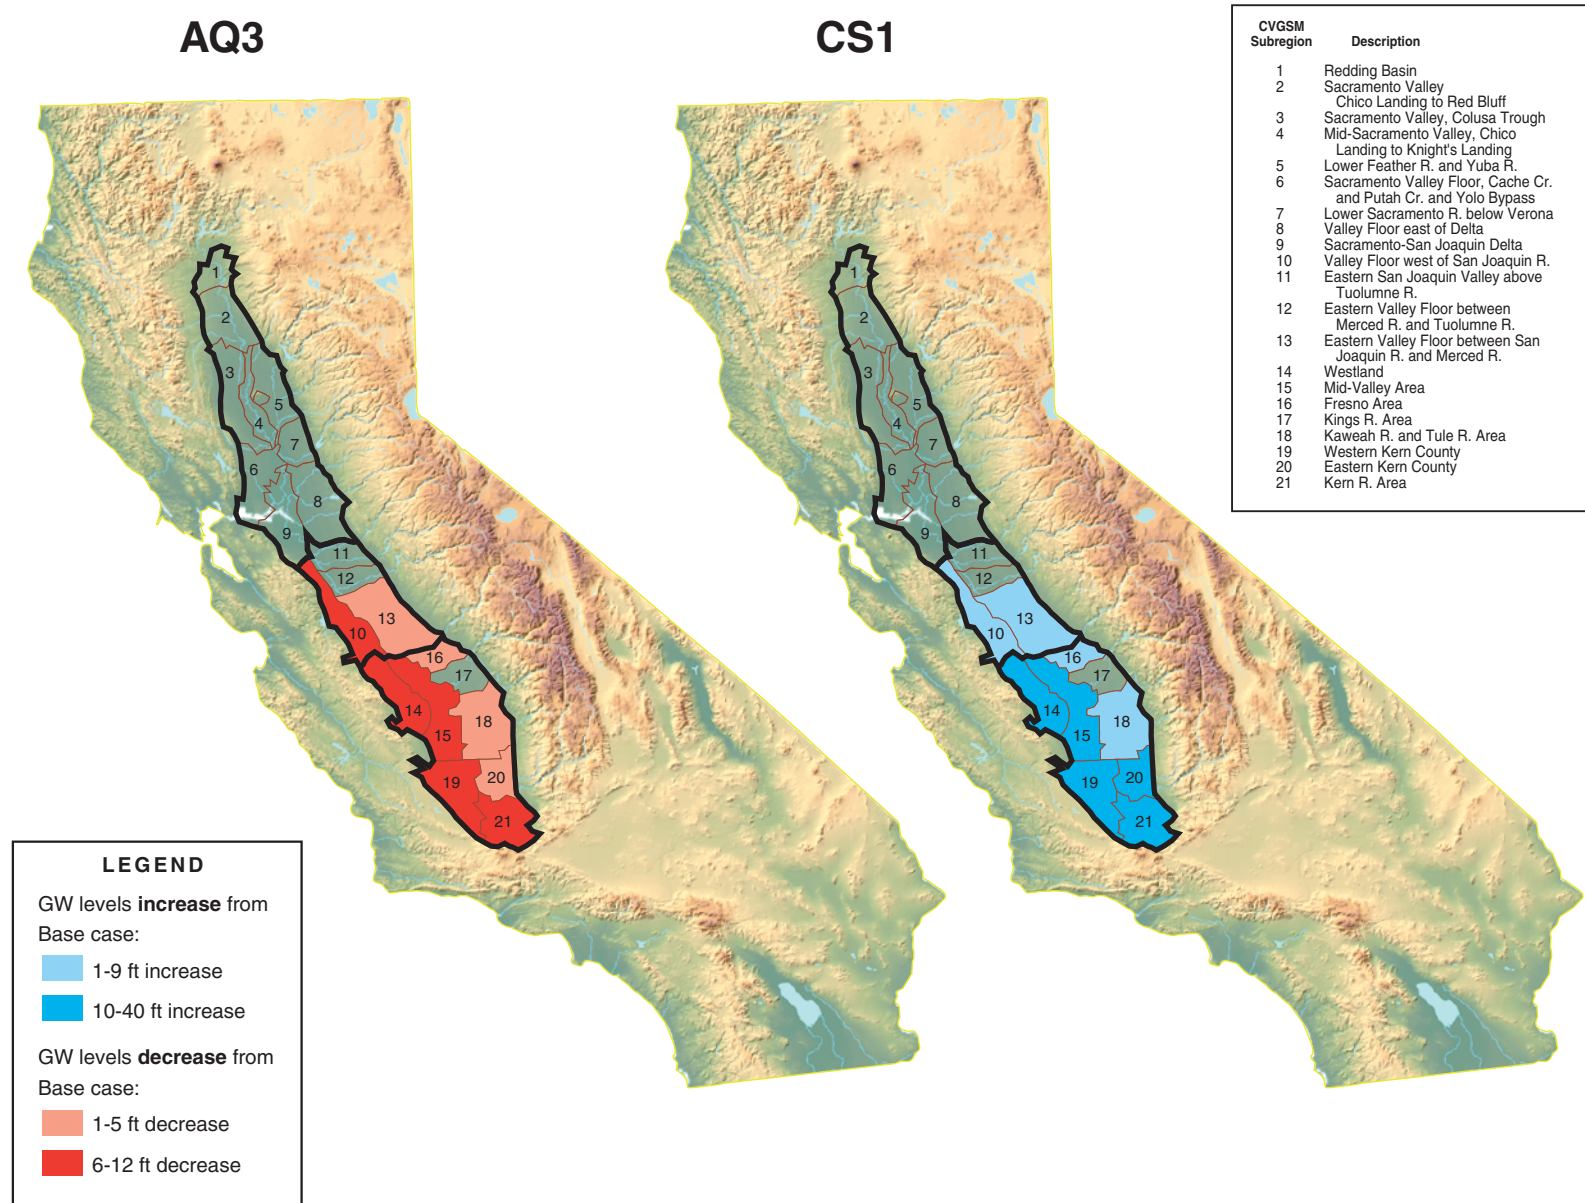 AQ3
CS1
CVGSM
Subregion Description
1 Redding Basin
2 Sacramento Valley
Chico Landing to Red Bluff
3 Sacramento Valley, Colusa Trough
4 Mid-Sacramento Valley, Chico
Landing to Knight's Landing
5 Lower Feather R. and Yuba R.
6 Sacramento Valley Floor, Cache Cr.
and Putah Cr. and Yolo Bypass
7 Lower Sacramento R. below Verona
8 Valley Floor east of Delta
9 Sacramento-San Joaquin Delta
10 Valley Floor west of San Joaquin R.
11 Eastern San Joaquin Valley above
Tuolumne R.
12 Eastern Valley Floor between
Merced R. and Tuolumne R.
13 Eastern Valley Floor between San
Joaquin R. and Merced R.
14 Westland
15 Mid-Valley Area
16 Fresno Area
17 Kings R. Area
18 Kaweah R. and Tule R. Area
19 Western Kern County
20 Eastern Kern County
21 Kern R. Area
1
2
3
5
4
7
6
8
9
11
12
13
10
16
17
14
18
15
20
19
21
1
2
3
5
4
7
6
8
9
11
12
13
10
16
17
14
18
15
20
19
21
LEGEND
GW levels increase from
Base case:
1-9 ft increase
10-40 ft increase
GW levels decrease from
Base case:
1-5 ft decrease
6-12 ft decrease